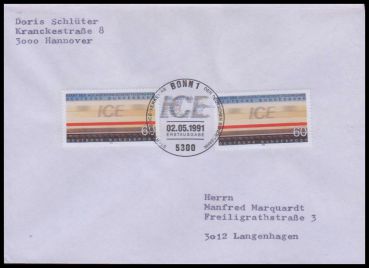 Doris Schlüter
Kranckestraße 8
3000 Hannover
BONN 1
ICE
ICE
ICE
60
02.05.1991
ERSTAUSGABE
60
5300
Herrn
Manfred Marquardt
Freiligrathstraße 3
3012 Langenhagen